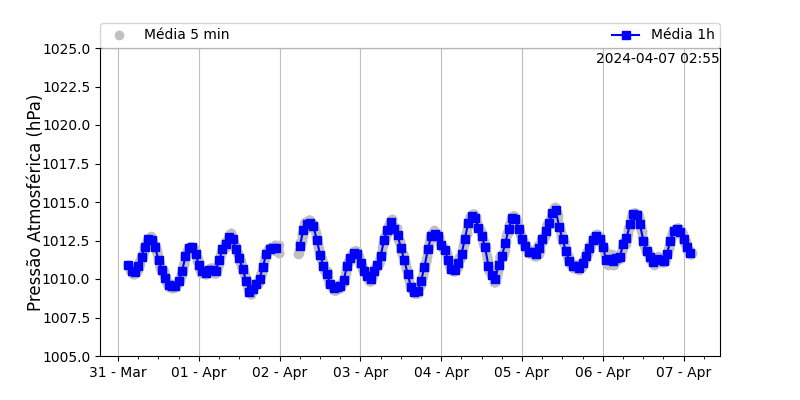 Média 5 min
Média 1h
2024-04-07 02:55
Pressão Atmosférica (hPa)
1025.0
1022.5
1020.0
1017.5
1015.0
1012.5
1010.0
1007.5
1005.0
31 - Mar
01 - Apr
02 - Apr
03 - Apr
04 - Apr
05 - Apr
06 - Apr
07 - Apr